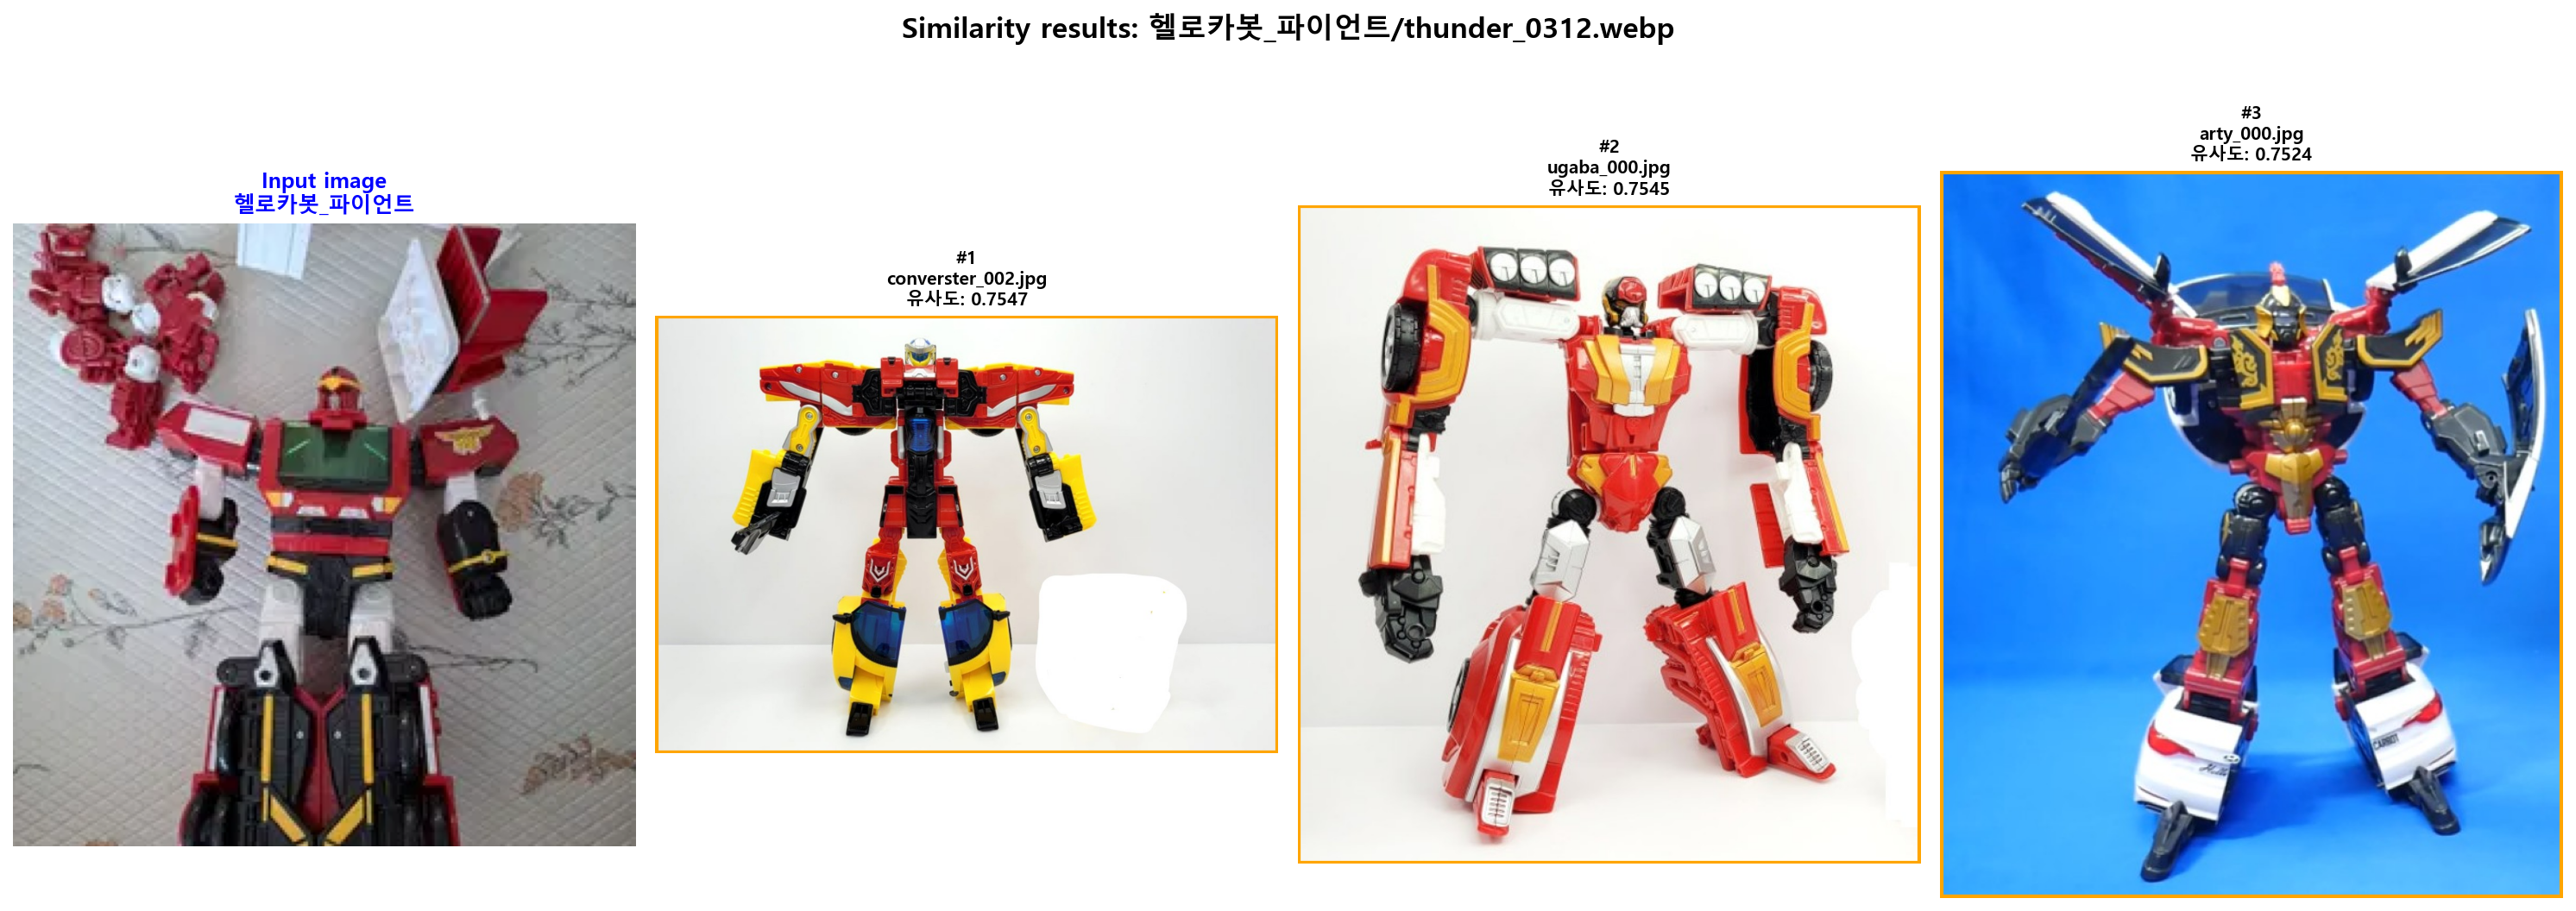 Similarity results: 헬로카봇_파이언트/thunder_0312.webp
Input image
헬로카봇_파이언트
#1
converster_002.jpg
유사도: 0.7547
#2
ugaba_000.jpg
유사도: 0.7545
#3
arty_000.jpg
유사도: 0.7524
CARBOT